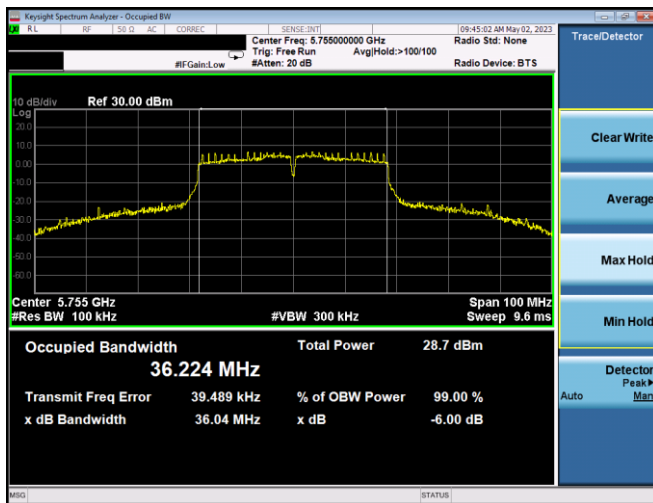 Keysight Spectrum Analyzer - Occupied BW
RL RF 50 Ω AC CORREC SENSE:INT 09:45:02 AM May 02, 2023
Center Freq: 5.755000000 GHz Radio Std: None
Trig: Free Run Avg|Hold:>100/100
#IFGain:Low #Atten: 20 dB Radio Device: BTS
Trace/Detector
10 dB/div Ref 30.00 dBm
Log
20.0
10.0
0.00
-10.0
-20.0
-30.0
-40.0
-50.0
-60.0
Clear Write
Average
Max Hold
Min Hold
Detector
Peak▶
Auto Man
Center 5.755 GHz Span 100 MHz
#Res BW 100 kHz #VBW 300 kHz Sweep 9.6 ms
Occupied Bandwidth Total Power 28.7 dBm
36.224 MHz
Transmit Freq Error 39.489 kHz % of OBW Power 99.00 %
x dB Bandwidth 36.04 MHz x dB -6.00 dB
MSG STATUS